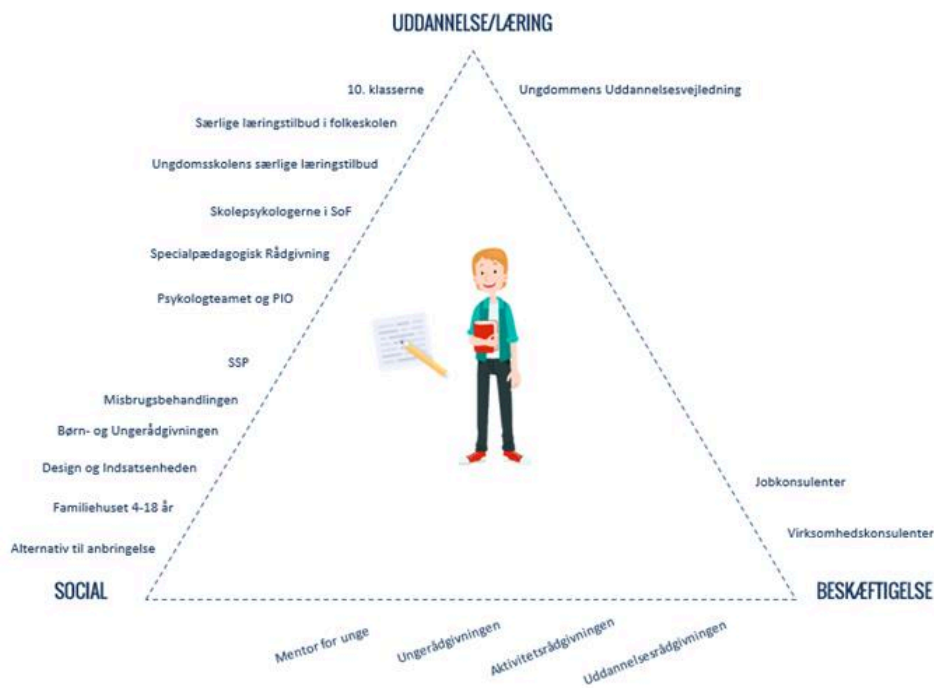 UDDANNELSE/LÆRING
10. klasserne
Ungdommens Uddannelsesvejledning
Særlige læringstilbud i folkeskolen
Ungdomsskolens særlige læringstilbud
Skolepsykologerne i SoF
Specialpædagogisk Rådgivning
Psykologteamet og PIO
SSP
Misbrugsbehandlingen
Børn- og Ungerådgivningen
Design og Indsatsenheden
Familiehuset 4-18 år
Alternativ til anbringelse
Jobkonsulenter
Virksomhedskonsulenter
SOCIAL
BESKÆFTIGELSE
Mentor for unge
Ungerådgivningen
Aktivitetsrådgivningen
Uddannelsesrådgivningen